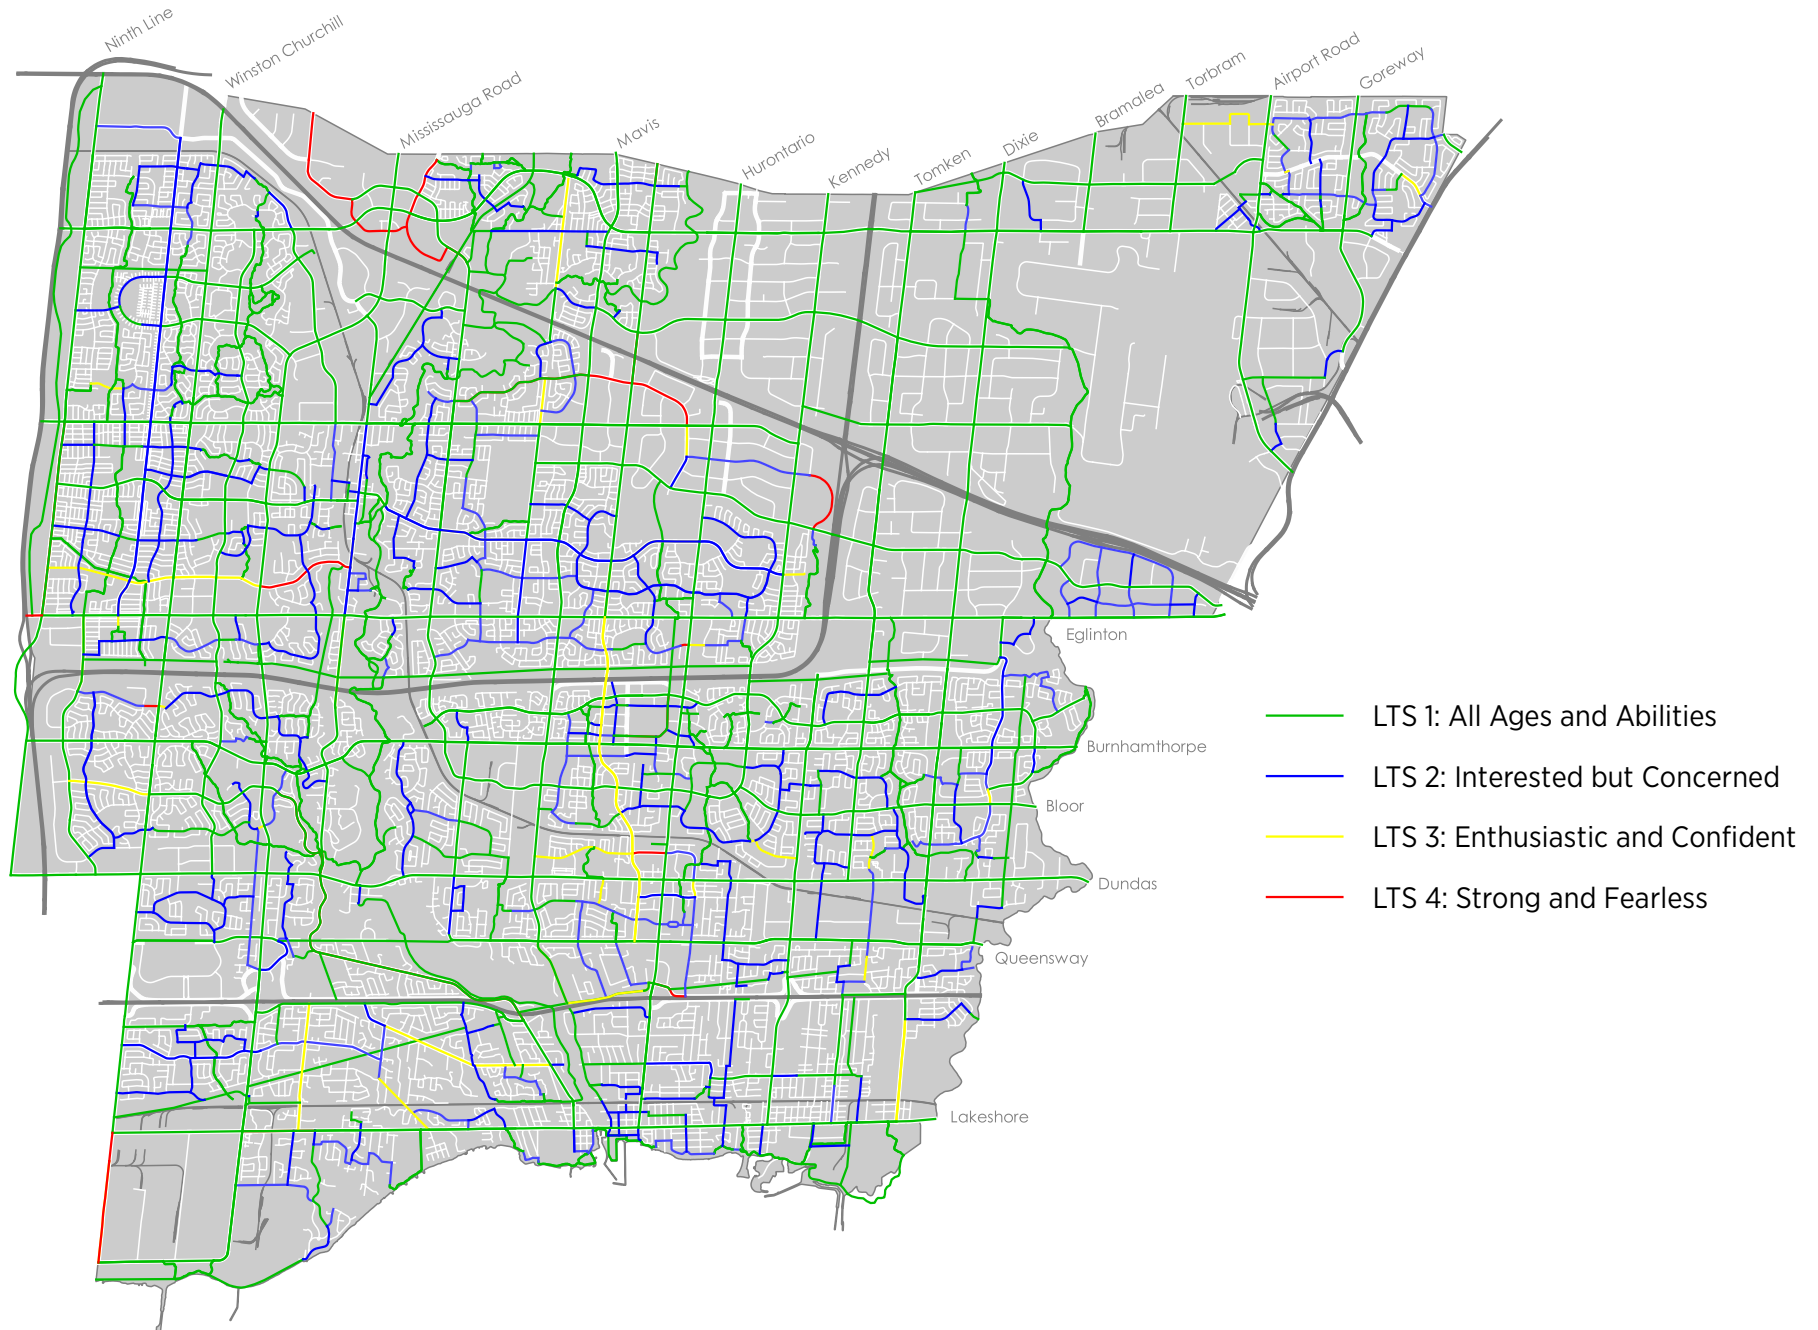 Ninth Line
Winston Churchill
Mississauga Road
Mavis
Hurontario
Kennedy
Tomken
Dixie
Bramalea
Torbram
Airport Road
Goreway
Eglinton
Burnhamthorpe
Bloor
Dundas
Queensway
Lakeshore
LTS 1: All Ages and Abilities
LTS 2: Interested but Concerned
LTS 3: Enthusiastic and Confident
LTS 4: Strong and Fearless